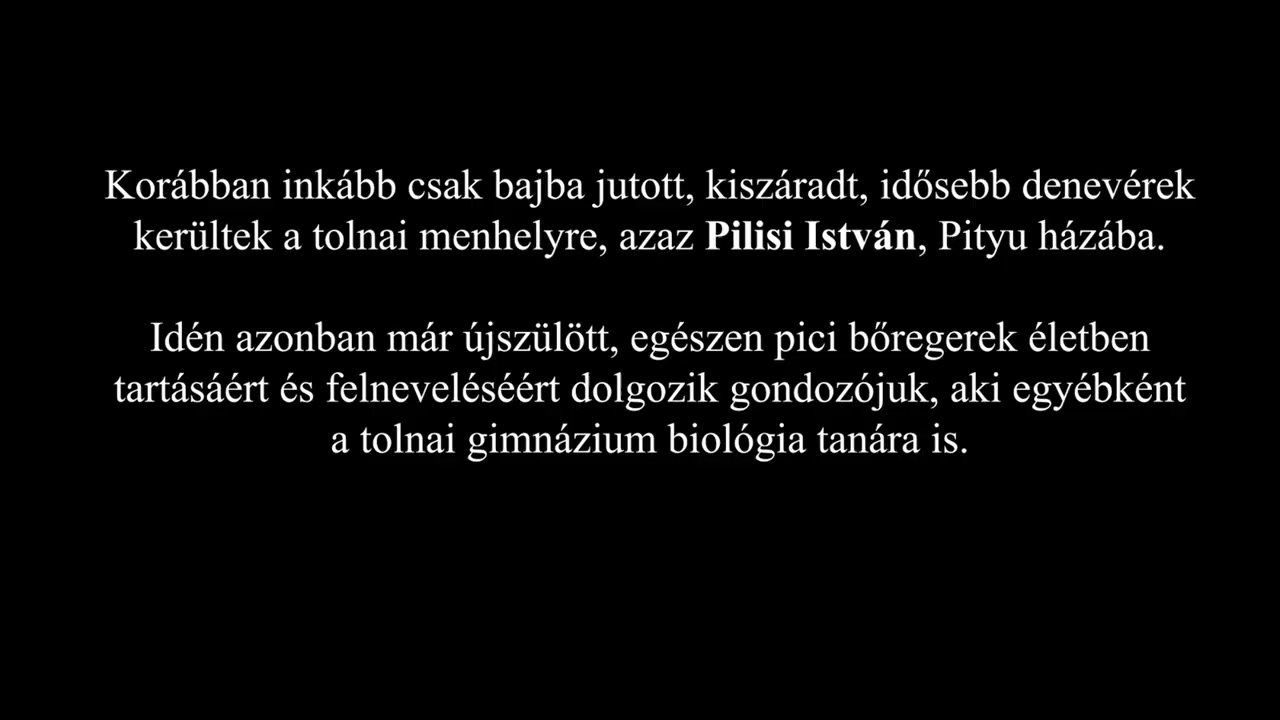 Korábban inkább csak bajba jutott, kiszáradt, idősebb denevérek
kerültek a tolnai menhelyre, azaz Pilisi István, Pityu házába.
Idén azonban már újszülött, egészen pici bőregerek életben
tartásáért és felneveléséért dolgozik gondozójuk, aki egyébként
a tolnai gimnázium biológia tanára is.